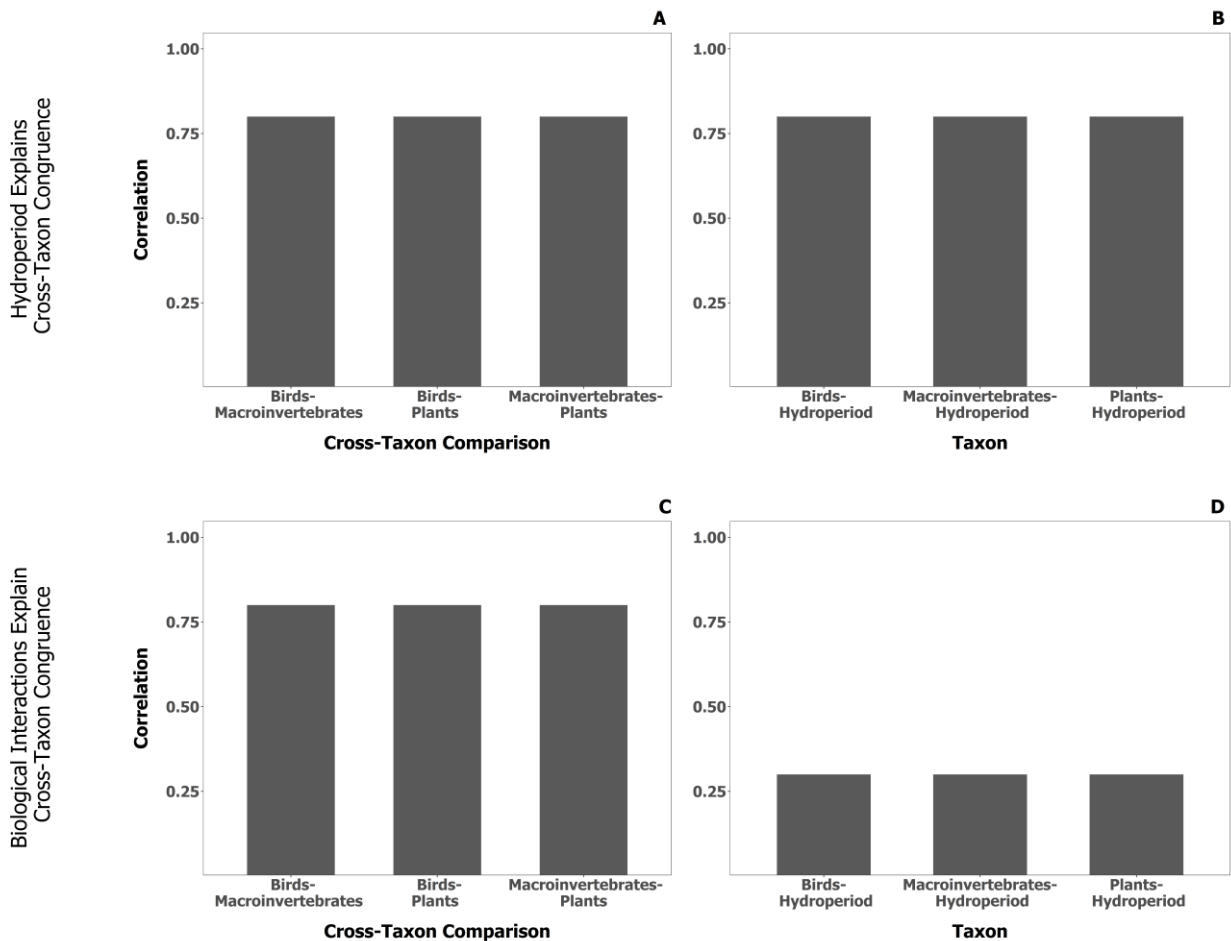 A
B
Hydroperiod Explains
Cross-Taxon Congruence
Correlation
1.00
0.75
0.50
0.25
Birds-
Macroinvertebrates
Birds-
Plants
Macroinvertebrates-
Plants
Cross-Taxon Comparison
1.00
0.75
0.50
0.25
Birds-
Hydroperiod
Macroinvertebrates-
Hydroperiod
Plants-
Hydroperiod
Taxon
C
D
Biological Interactions Explain
Cross-Taxon Congruence
Correlation
1.00
0.75
0.50
0.25
Birds-
Macroinvertebrates
Birds-
Plants
Macroinvertebrates-
Plants
Cross-Taxon Comparison
1.00
0.75
0.50
0.25
Birds-
Hydroperiod
Macroinvertebrates-
Hydroperiod
Plants-
Hydroperiod
Taxon